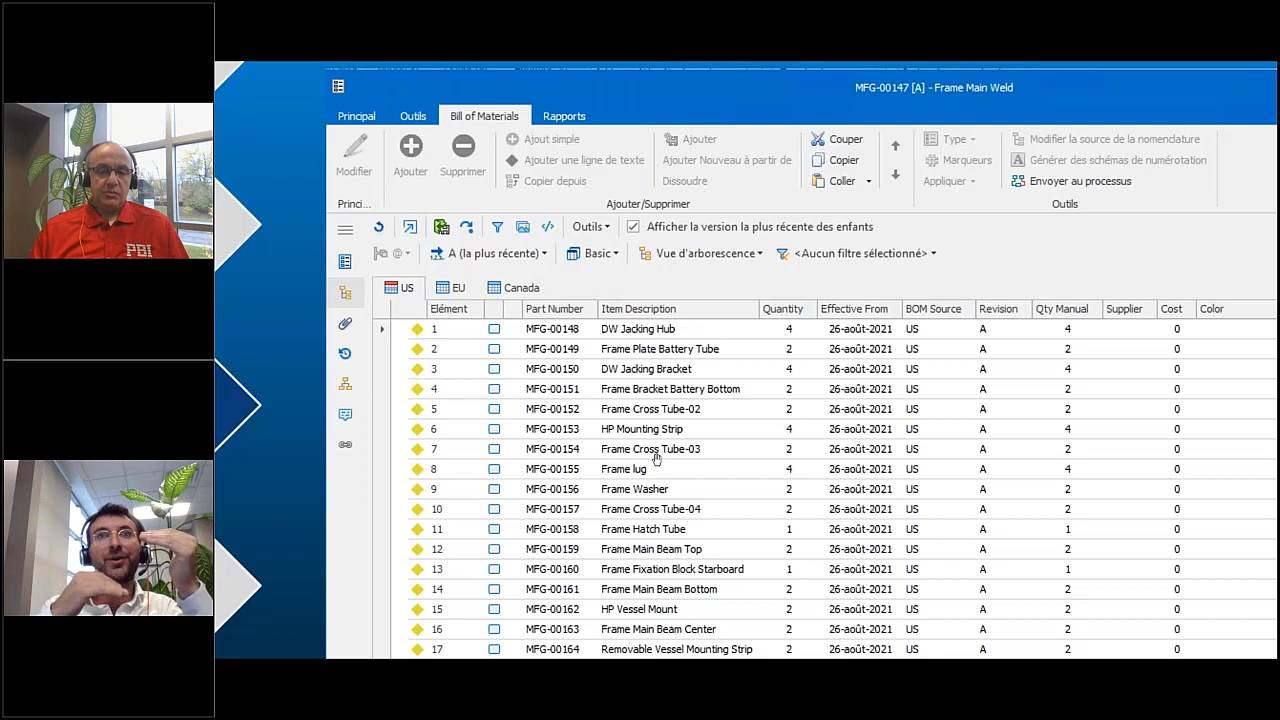 MFG-00147 [A] - Frame Main Weld
Principal Outils Bill of Materials Rapports
Modifier Ajouter Supprimer
Ajout simple
Ajouter une ligne de texte
Copier depuis
Ajouter
Ajouter Nouveau à partir de
Dissoudre
Couper
Copier
Coller
Type
Marqueurs
Appliquer
Modifier la source de la nomenclature
Générer des schémas de numérotation
Envoyer au processus
Princi... Ajouter/Supprimer Outils
Outils Afficher la version la plus récente des enfants
@ A (la plus récente) Basic Vue d'arborescence <Aucun filtre sélectionné>
US EU Canada
Elément Part Number Item Description Quantity Effective From BOM Source Revision Qty Manual Supplier Cost Color
1 MFG-00148 DW Jacking Hub 4 26-août-2021 US A 4 0
2 MFG-00149 Frame Plate Battery Tube 2 26-août-2021 US A 2 0
3 MFG-00150 DW Jacking Bracket 4 26-août-2021 US A 4 0
4 MFG-00151 Frame Bracket Battery Bottom 2 26-août-2021 US A 2 0
5 MFG-00152 Frame Cross Tube-02 2 26-août-2021 US A 2 0
6 MFG-00153 HP Mounting Strip 4 26-août-2021 US A 4 0
7 MFG-00154 Frame Cross Tube-03 2 26-août-2021 US A 2 0
8 MFG-00155 Frame lug 4 26-août-2021 US A 4 0
9 MFG-00156 Frame Washer 2 26-août-2021 US A 2 0
10 MFG-00157 Frame Cross Tube-04 2 26-août-2021 US A 2 0
11 MFG-00158 Frame Hatch Tube 1 26-août-2021 US A 1 0
12 MFG-00159 Frame Main Beam Top 2 26-août-2021 US A 2 0
13 MFG-00160 Frame Fixation Block Starboard 1 26-août-2021 US A 1 0
14 MFG-00161 Frame Main Beam Bottom 2 26-août-2021 US A 2 0
15 MFG-00162 HP Vessel Mount 2 26-août-2021 US A 2 0
16 MFG-00163 Frame Main Beam Center 2 26-août-2021 US A 2 0
17 MFG-00164 Removable Vessel Mounting Strip 2 26-août-2021 US A 2 0
PBI